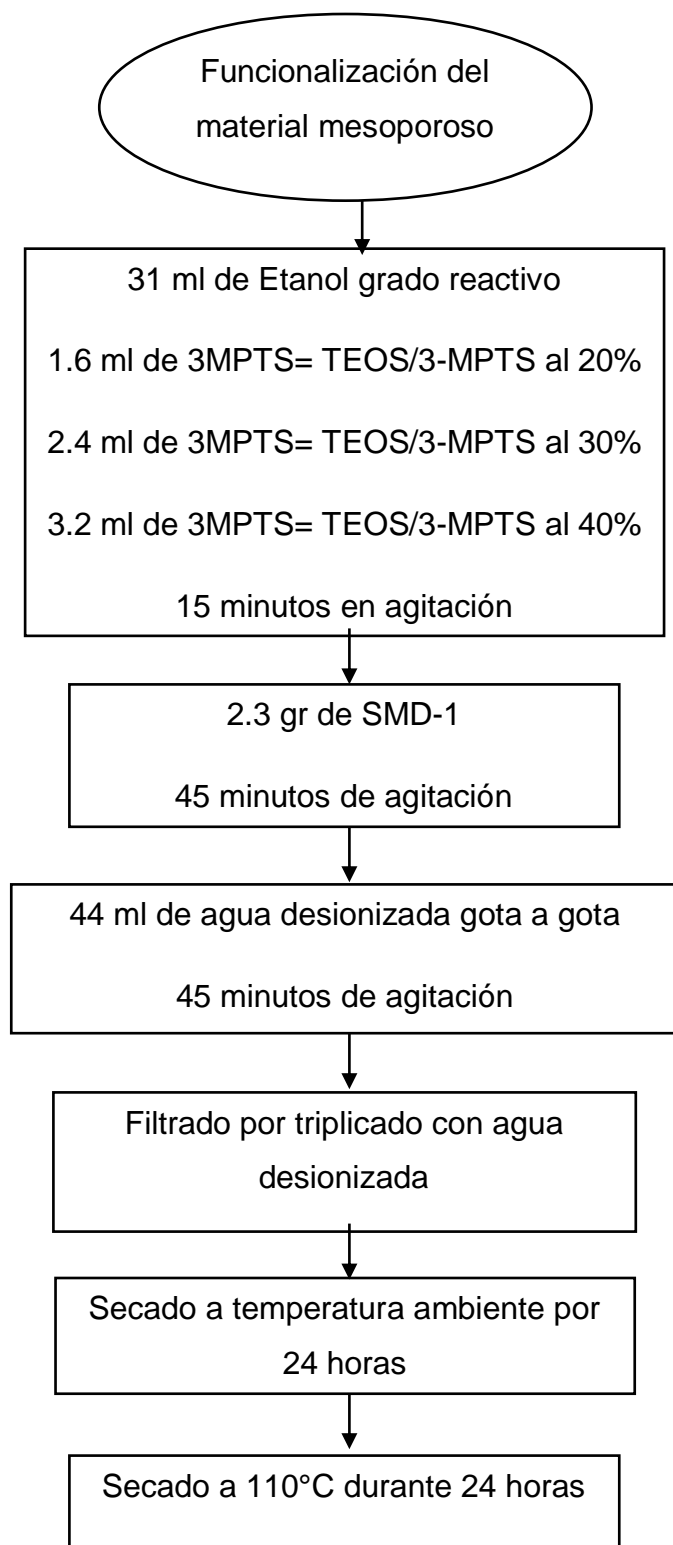 Funcionalización del
material mesoporoso
31 ml de Etanol grado reactivo
1.6 ml de 3MPTS= TEOS/3-MPTS al 20%
2.4 ml de 3MPTS= TEOS/3-MPTS al 30%
3.2 ml de 3MPTS= TEOS/3-MPTS al 40%
15 minutos en agitación
2.3 gr de SMD-1
45 minutos de agitación
44 ml de agua desionizada gota a gota
45 minutos de agitación
Filtrado por triplicado con agua
desionizada
Secado a temperatura ambiente por
24 horas
Secado a 110°C durante 24 horas